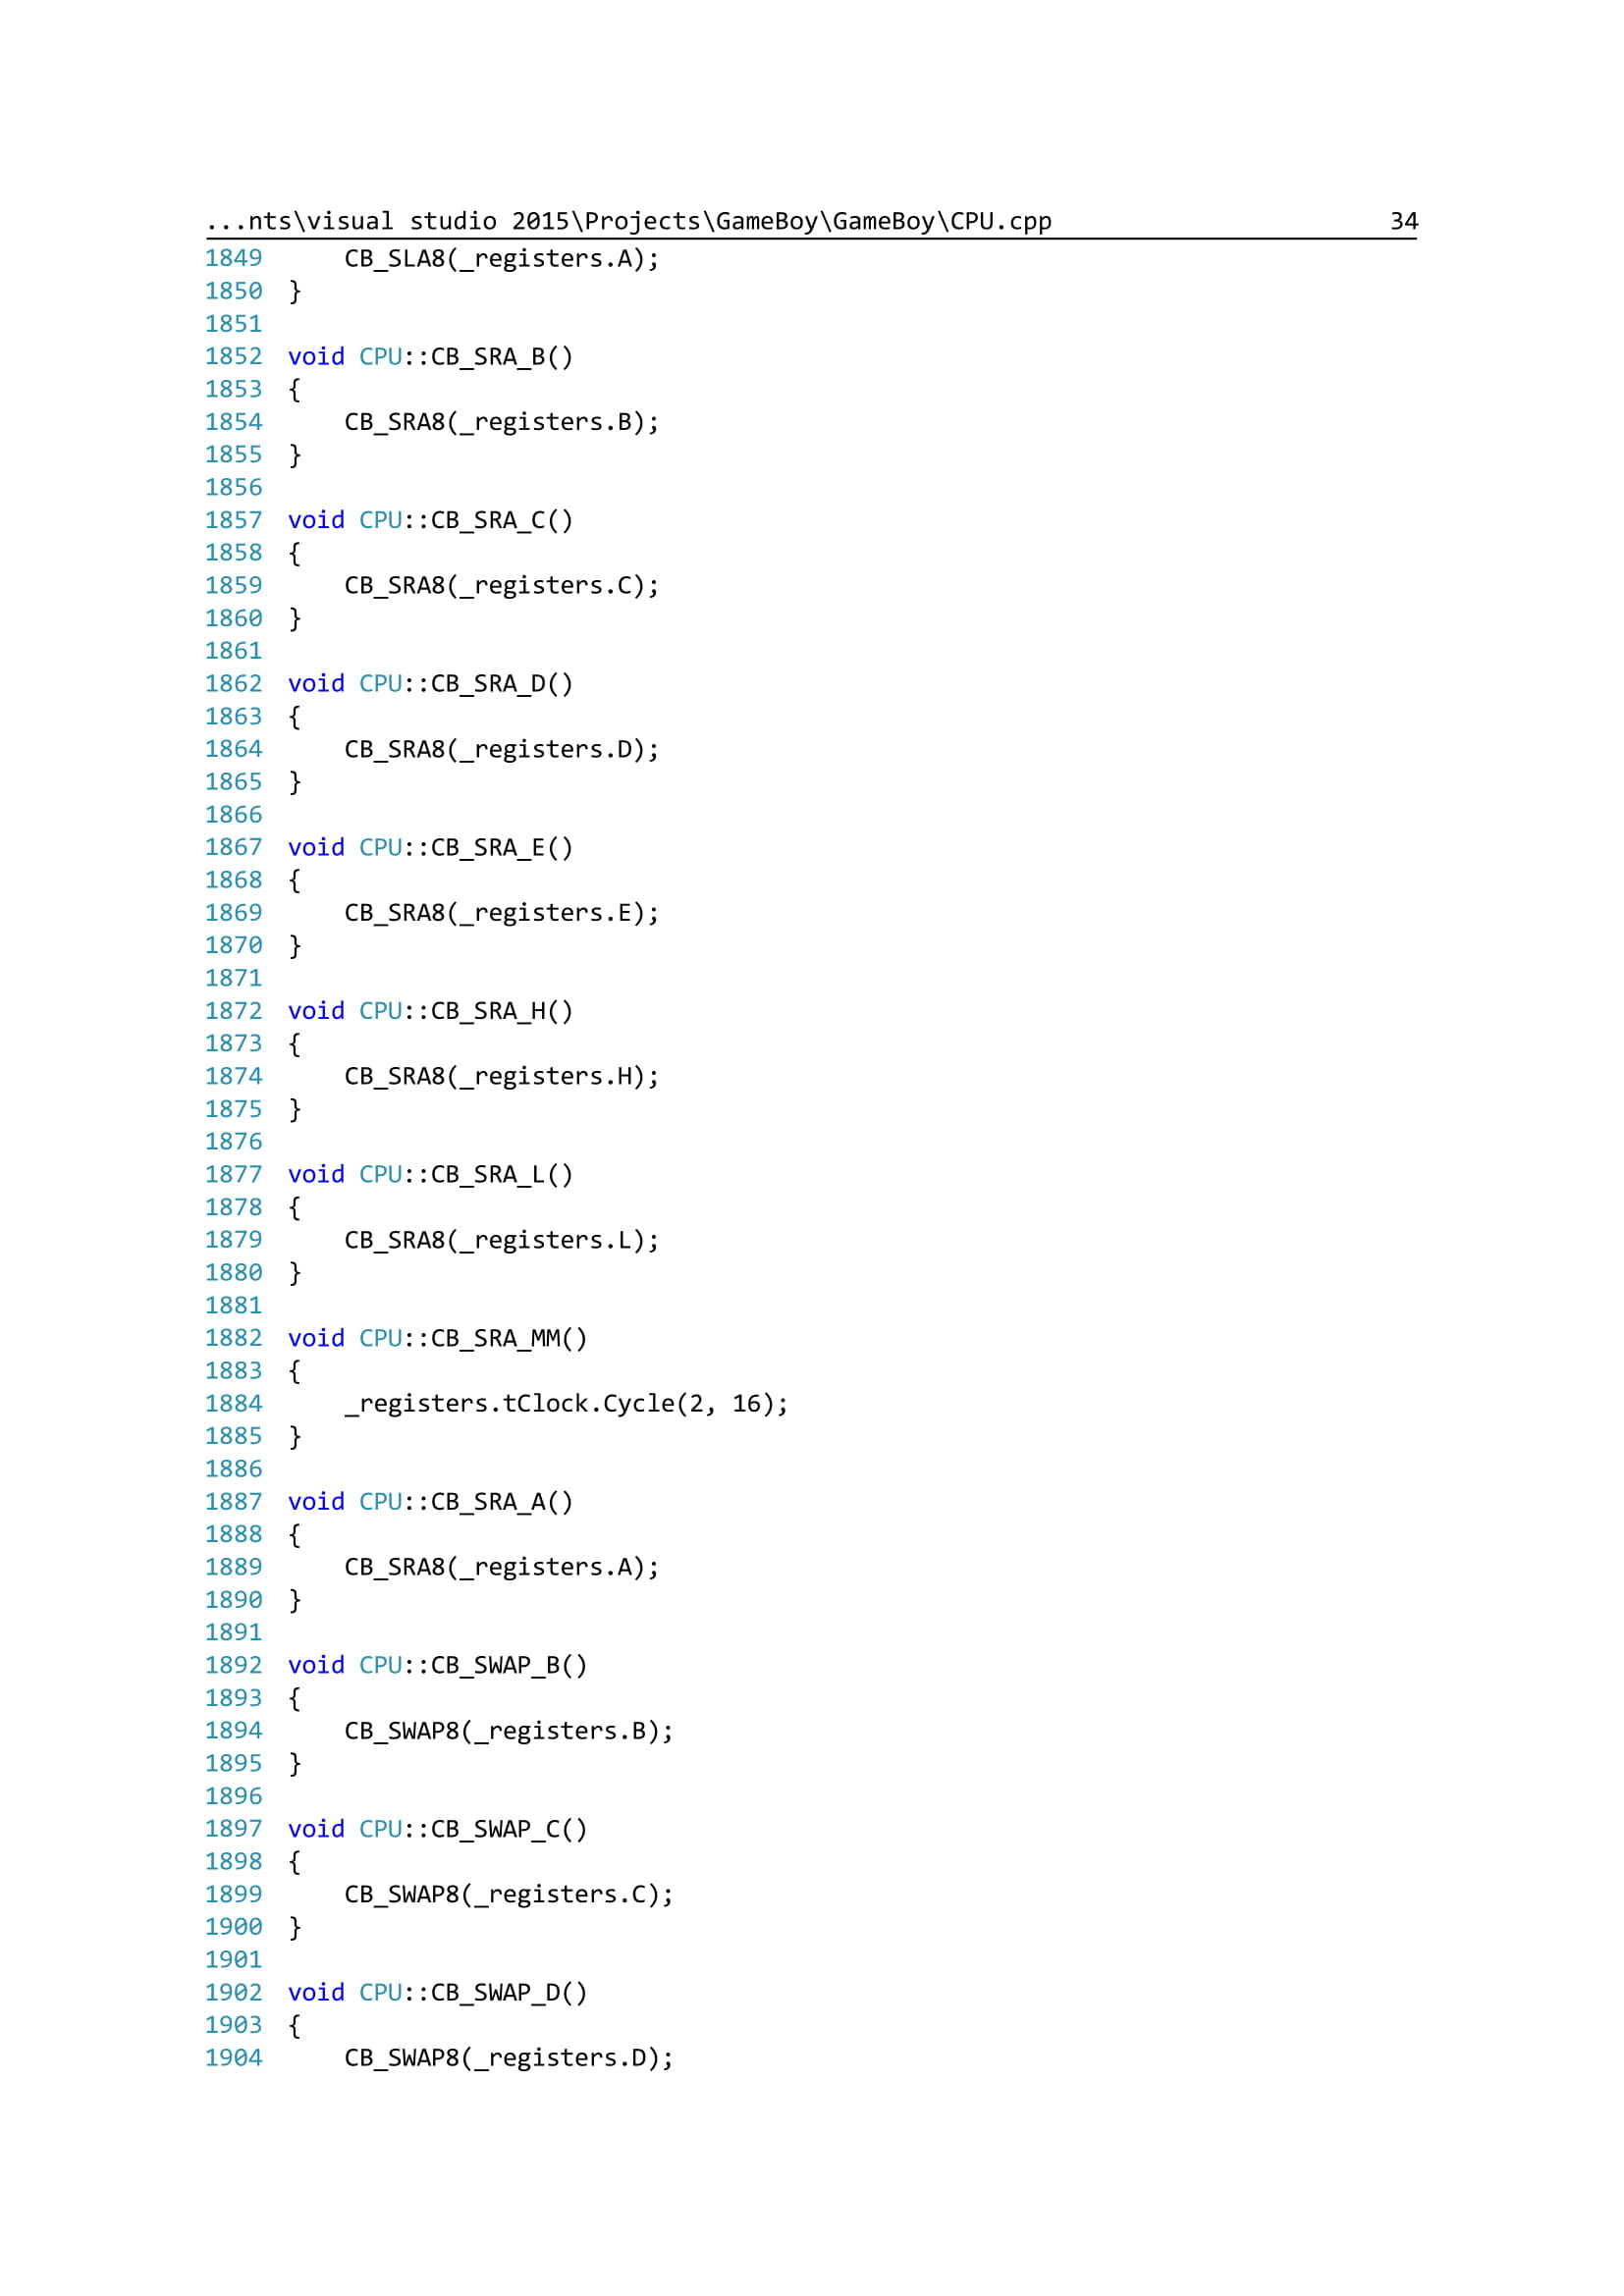 ...nts\visual studio 2015\Projects\GameBoy\GameBoy\CPU.cpp 34
1849     CB_SLA8(_registers.A);
1850 }
1851
1852 void CPU::CB_SRA_B()
1853 {
1854     CB_SRA8(_registers.B);
1855 }
1856
1857 void CPU::CB_SRA_C()
1858 {
1859     CB_SRA8(_registers.C);
1860 }
1861
1862 void CPU::CB_SRA_D()
1863 {
1864     CB_SRA8(_registers.D);
1865 }
1866
1867 void CPU::CB_SRA_E()
1868 {
1869     CB_SRA8(_registers.E);
1870 }
1871
1872 void CPU::CB_SRA_H()
1873 {
1874     CB_SRA8(_registers.H);
1875 }
1876
1877 void CPU::CB_SRA_L()
1878 {
1879     CB_SRA8(_registers.L);
1880 }
1881
1882 void CPU::CB_SRA_MM()
1883 {
1884     _registers.tClock.Cycle(2, 16);
1885 }
1886
1887 void CPU::CB_SRA_A()
1888 {
1889     CB_SRA8(_registers.A);
1890 }
1891
1892 void CPU::CB_SWAP_B()
1893 {
1894     CB_SWAP8(_registers.B);
1895 }
1896
1897 void CPU::CB_SWAP_C()
1898 {
1899     CB_SWAP8(_registers.C);
1900 }
1901
1902 void CPU::CB_SWAP_D()
1903 {
1904     CB_SWAP8(_registers.D);